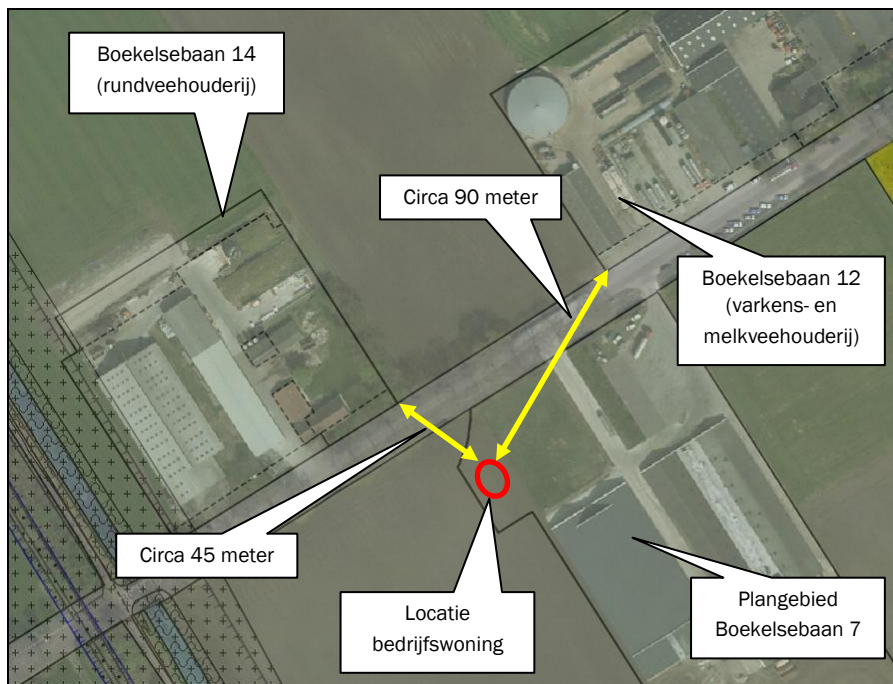 Boekelsebaan 14
(rundveehouderij)
Circa 90 meter
Boekelsebaan 12
(varkens- en
melkveehouderij)
Circa 45 meter
Locatie
bedrijfswoning
Plangebied
Boekelsebaan 7